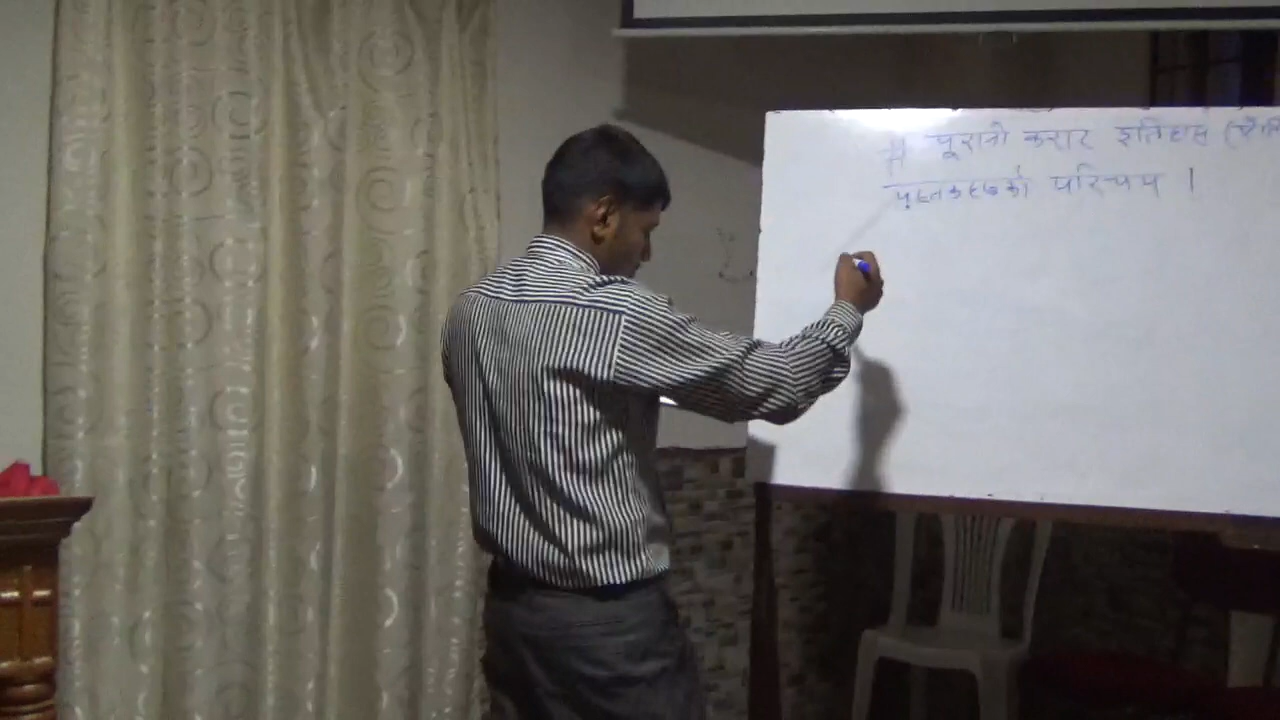 # पूरानो करार इतिहास
पुस्तकहरुको परिचय ।